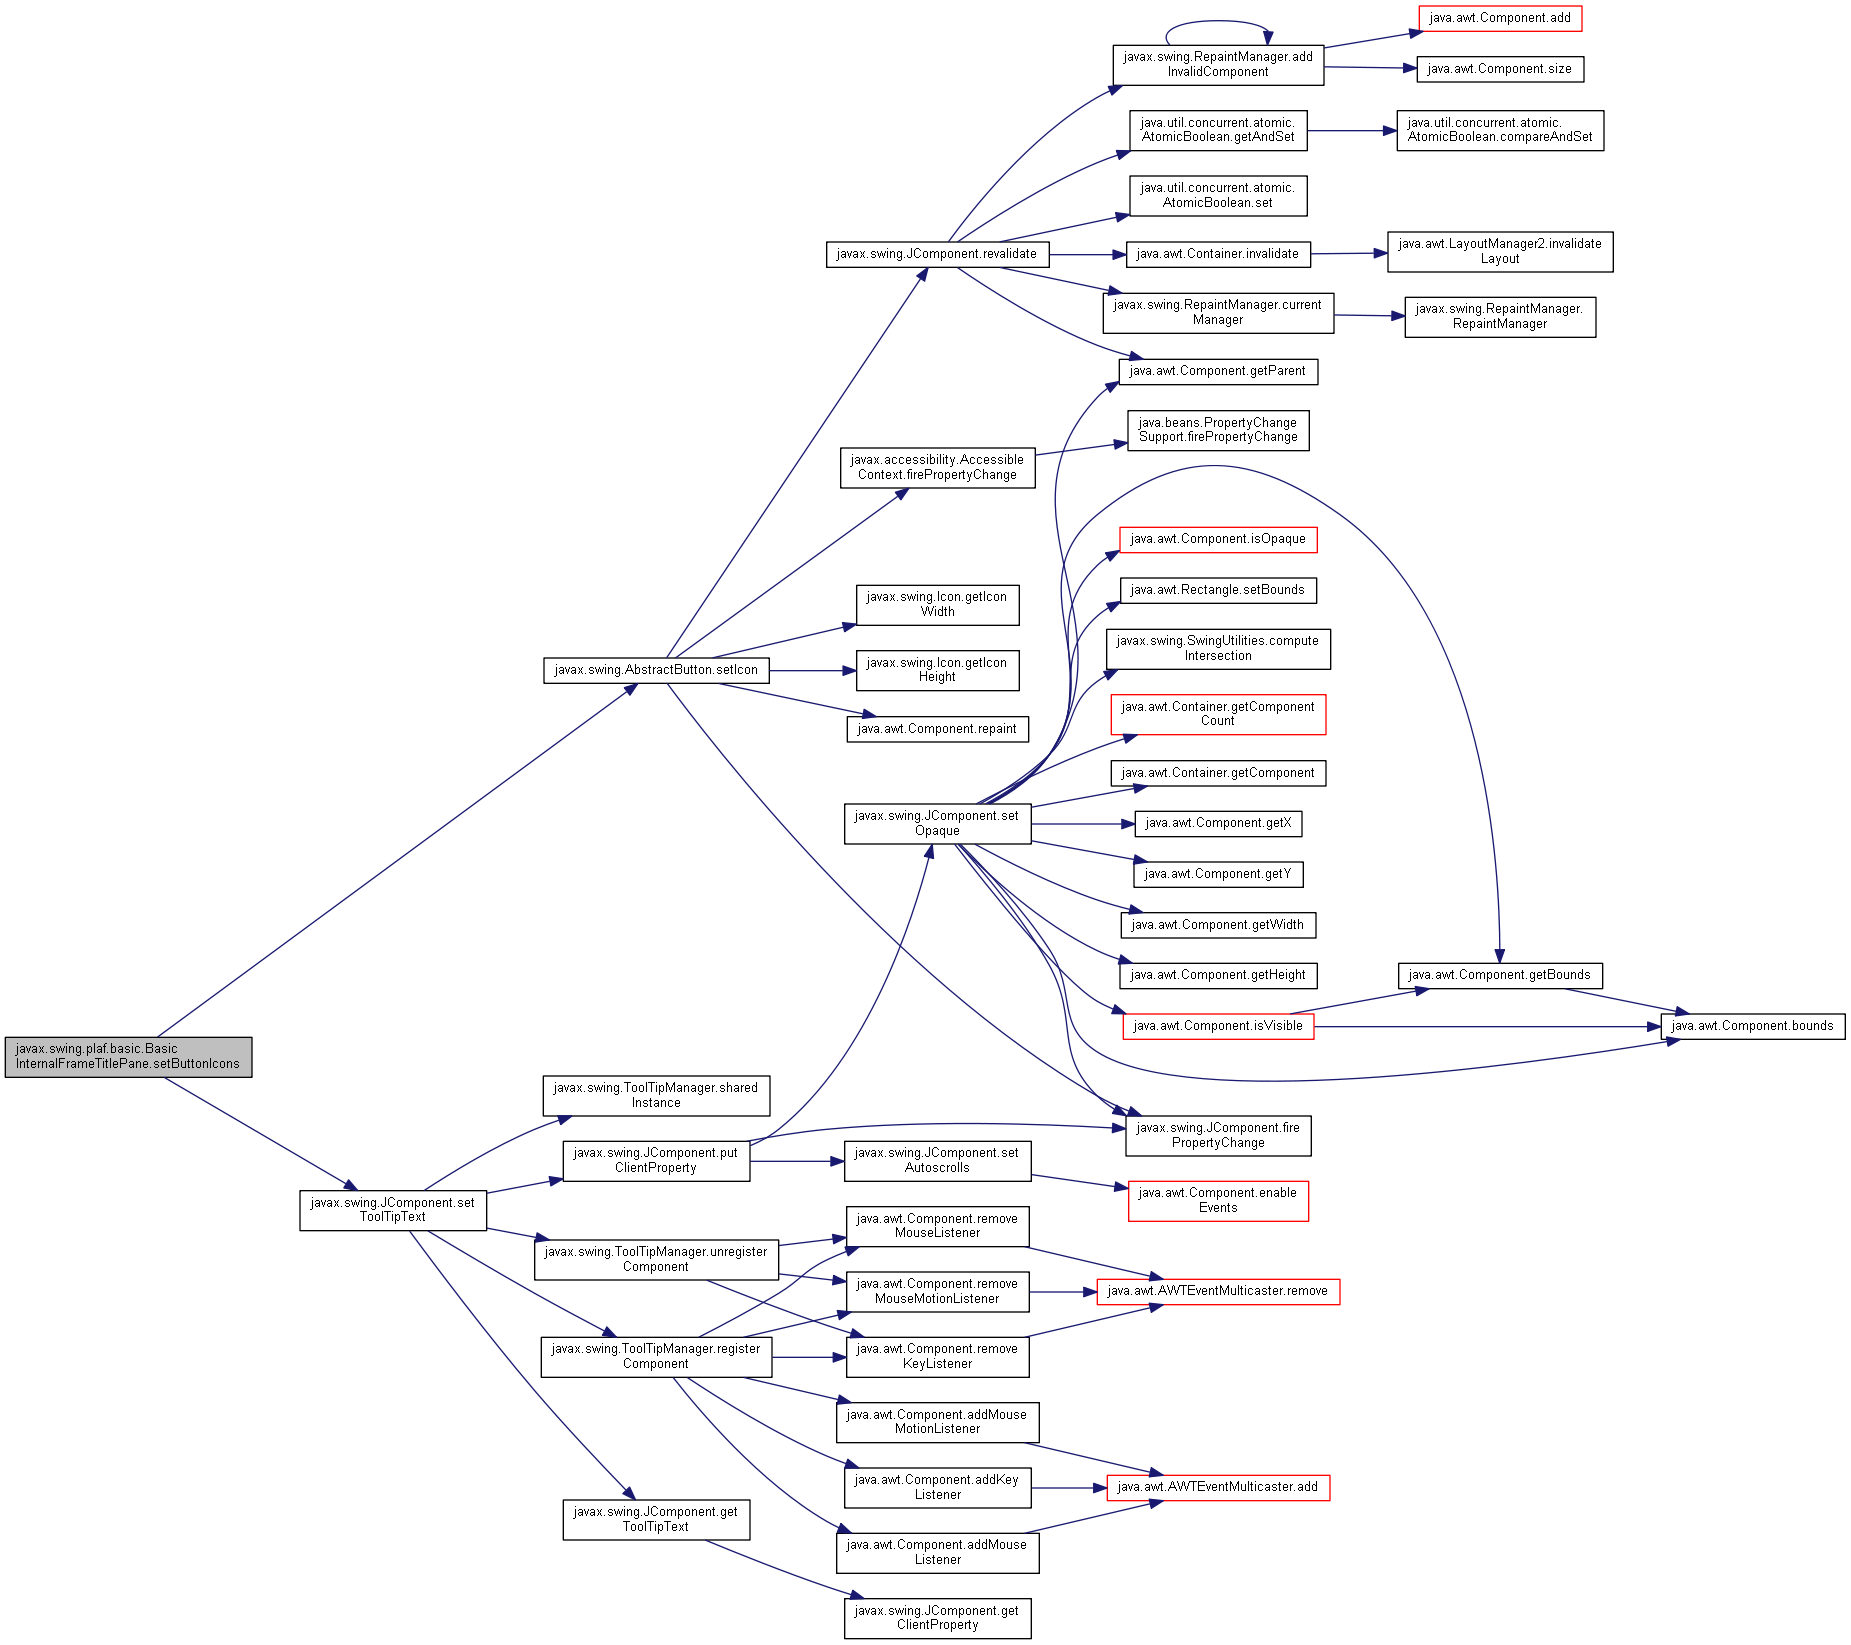 java.awt.Component.add
javax.swing.RepaintManager.add
InvalidComponent
java.awt.Component.size
java.util.concurrent.atomic.
AtomicBoolean.getAndSet
java.util.concurrent.atomic.
AtomicBoolean.compareAndSet
java.util.concurrent.atomic.
AtomicBoolean.set
javax.swing.JComponent.revalidate
java.awt.Container.invalidate
java.awt.LayoutManager2.invalidate
Layout
javax.swing.RepaintManager.current
Manager
javax.swing.RepaintManager.
RepaintManager
java.awt.Component.getParent
java.beans.PropertyChange
Support.firePropertyChange
javax.accessibility.Accessible
Context.firePropertyChange
java.awt.Component.isOpaque
javax.swing.Icon.getIcon
Width
java.awt.Rectangle.setBounds
javax.swing.SwingUtilities.compute
Intersection
javax.swing.AbstractButton.setIcon
javax.swing.Icon.getIcon
Height
java.awt.Container.getComponent
Count
java.awt.Component.repaint
java.awt.Container.getComponent
javax.swing.JComponent.set
Opaque
java.awt.Component.getX
java.awt.Component.getY
java.awt.Component.getWidth
java.awt.Component.getHeight
java.awt.Component.getBounds
java.awt.Component.isVisible
java.awt.Component.bounds
javax.swing.plaf.basic.Basic
InternalFrameTitlePane.setButtonIcons
javax.swing.ToolTipManager.shared
Instance
javax.swing.JComponent.fire
PropertyChange
javax.swing.JComponent.put
ClientProperty
javax.swing.JComponent.set
Autoscrolls
java.awt.Component.enable
Events
javax.swing.JComponent.set
ToolTipText
java.awt.Component.remove
MouseListener
javax.swing.ToolTipManager.unregister
Component
java.awt.Component.remove
MouseMotionListener
java.awt.AWTEventMulticaster.remove
javax.swing.ToolTipManager.register
Component
java.awt.Component.remove
KeyListener
java.awt.Component.addMouse
MotionListener
java.awt.Component.addKey
Listener
java.awt.AWTEventMulticaster.add
javax.swing.JComponent.get
ToolTipText
java.awt.Component.addMouse
Listener
javax.swing.JComponent.get
ClientProperty